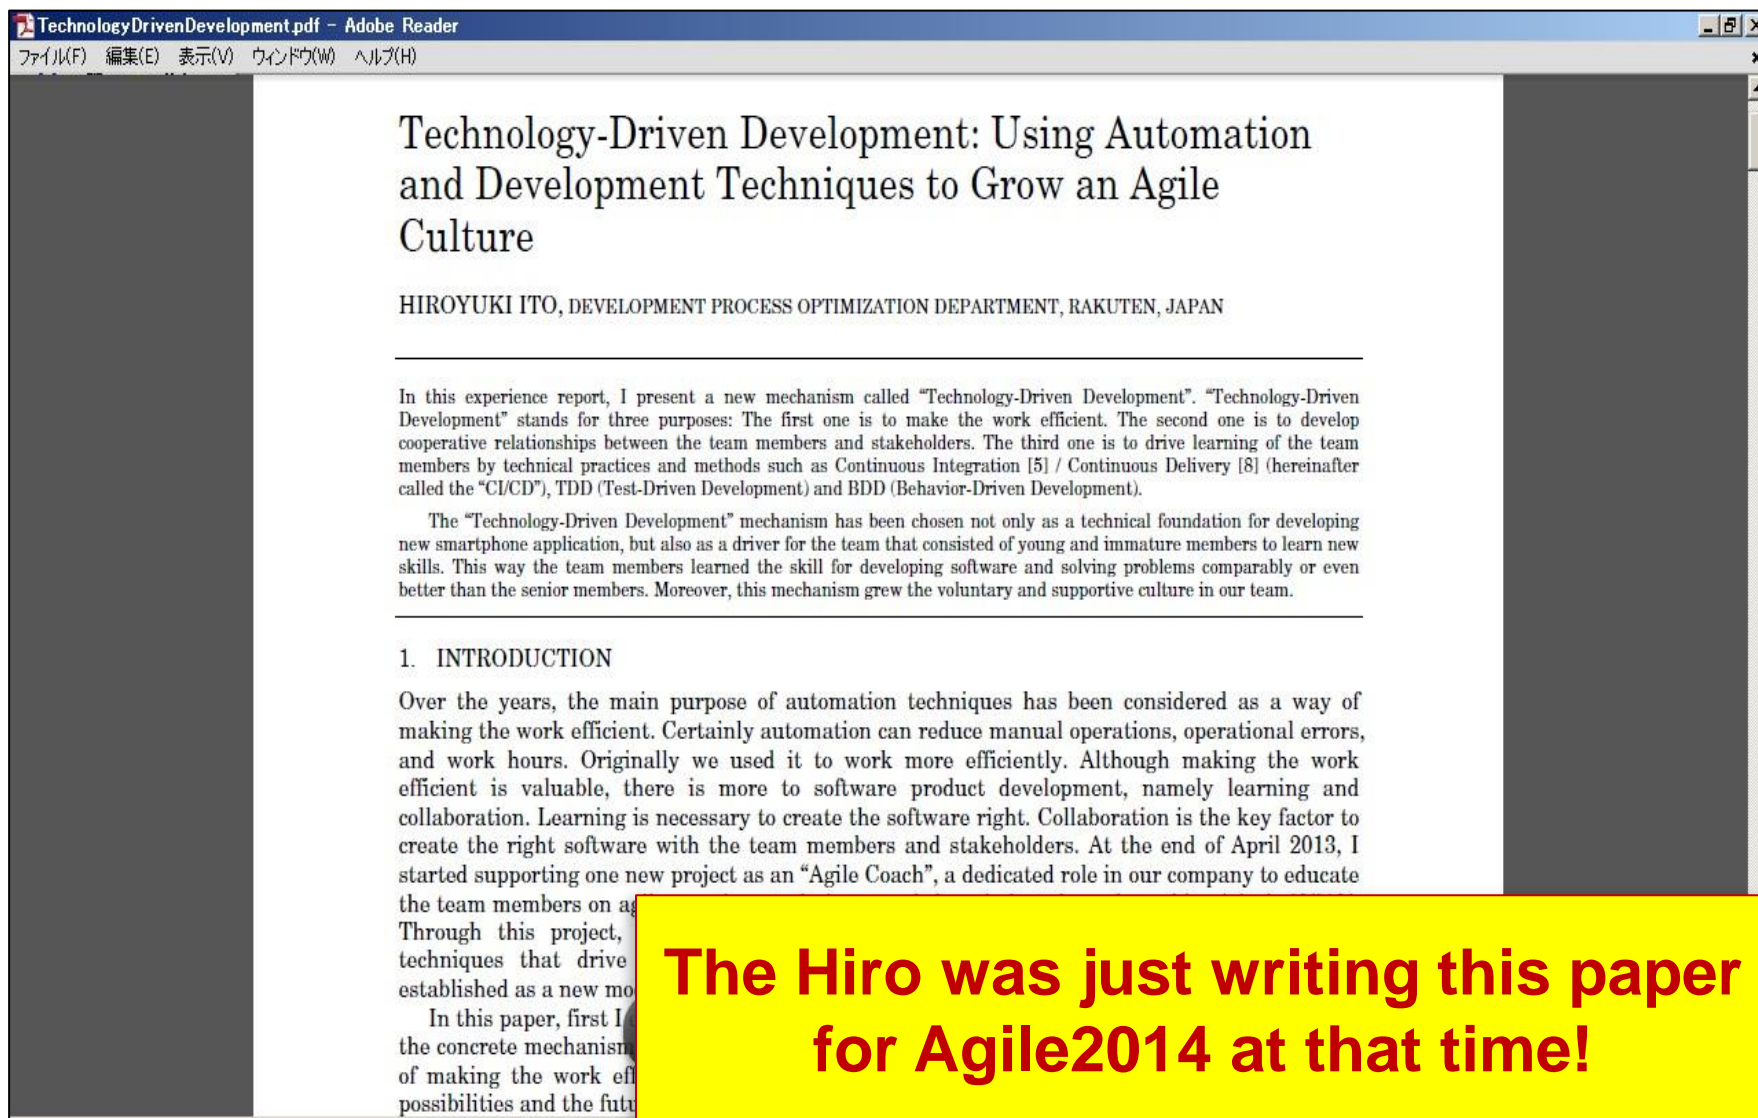 TechnologyDrivenDevelopment.pdf - Adobe Reader
ファイル(F) 編集(E) 表示(V) ウィンドウ(W) ヘルプ(H)
Technology-Driven Development: Using Automation
and Development Techniques to Grow an Agile
Culture
HIROYUKI ITO, DEVELOPMENT PROCESS OPTIMIZATION DEPARTMENT, RAKUTEN, JAPAN
In this experience report, I present a new mechanism called “Technology-Driven Development”. “Technology-Driven
Development” stands for three purposes: The first one is to make the work efficient. The second one is to develop
cooperative relationships between the team members and stakeholders. The third one is to drive learning of the team
members by technical practices and methods such as Continuous Integration [5] / Continuous Delivery [8] (hereinafter
called the “CI/CD”), TDD (Test-Driven Development) and BDD (Behavior-Driven Development).
The “Technology-Driven Development” mechanism has been chosen not only as a technical foundation for developing
new smartphone application, but also as a driver for the team that consisted of young and immature members to learn new
skills. This way the team members learned the skill for developing software and solving problems comparably or even
better than the senior members. Moreover, this mechanism grew the voluntary and supportive culture in our team.
1. INTRODUCTION
Over the years, the main purpose of automation techniques has been considered as a way of
making the work efficient. Certainly automation can reduce manual operations, operational errors,
and work hours. Originally we used it to work more efficiently. Although making the work
efficient is valuable, there is more to software product development, namely learning and
collaboration. Learning is necessary to create the software right. Collaboration is the key factor to
create the right software with the team members and stakeholders. At the end of April 2013, I
started supporting one new project as an “Agile Coach”, a dedicated role in our company to educate
the team members on
Through this project,
techniques that drive
established as a new
In this paper, first I
the concrete mechanism
of making the work
possibilities and the
The Hiro was just writing this paper
for Agile2014 at that time!